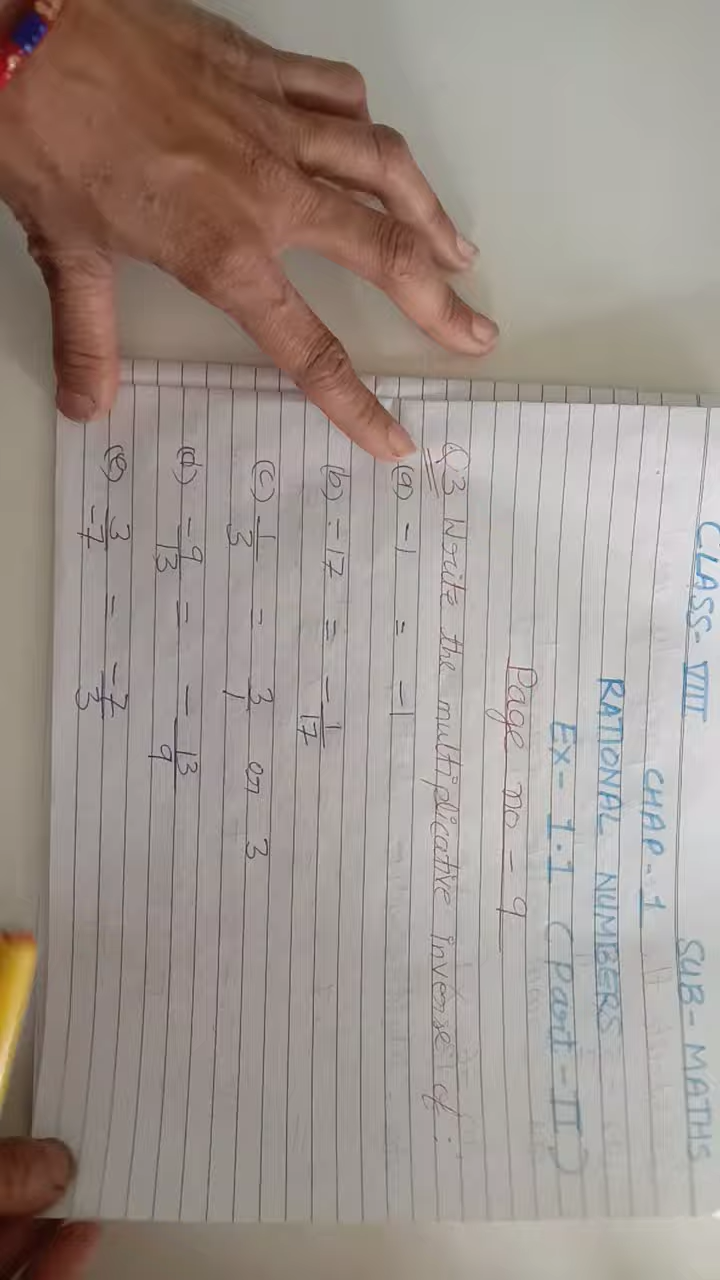 CLASS-VIII SUB-MATHS
CHAP-1
RATIONAL NUMBERS
EX-1.1 (Part-II)
Page no-9
Q3 Write the multiplicative inverse of:
(a) -1 = -1
(b) -17 = -1/17
(c) 1/3 = 3/1 or 3
(d) -9/13 = -13/9
(e) 3/-7 = -7/3